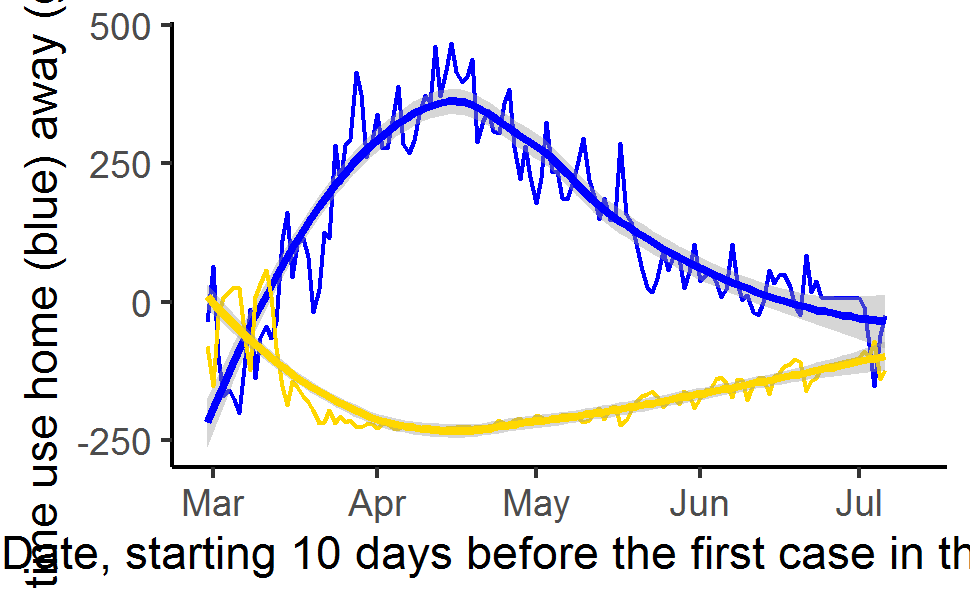 time use home (blue) away (
500
250
0
-250
Mar Apr May Jun Jul
Date, starting 10 days before the first case in th